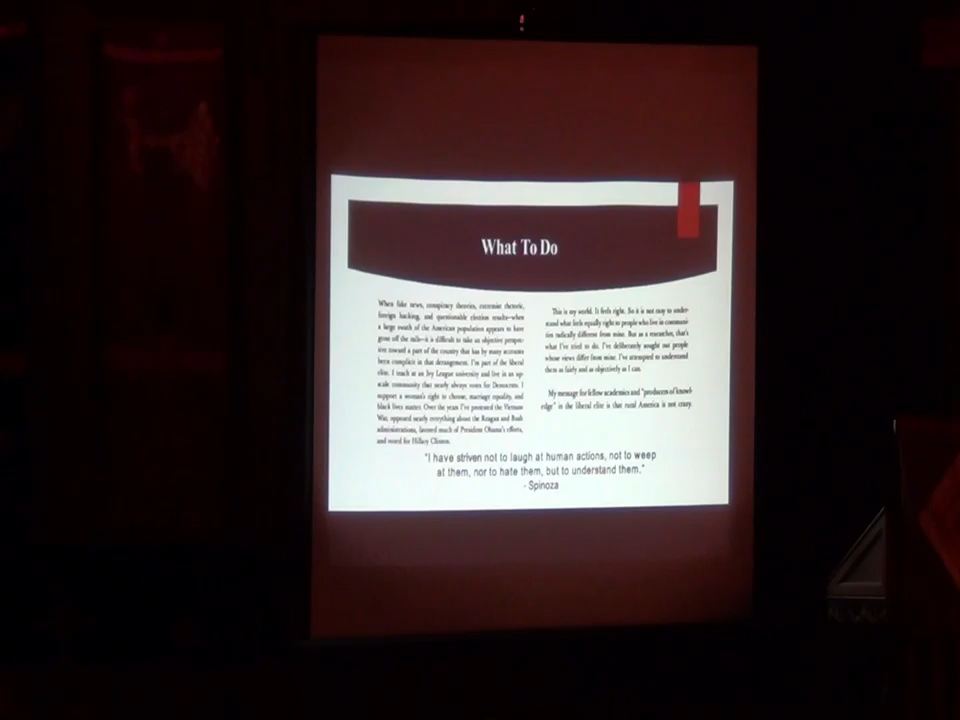 What To Do
When fake news, conspiracy theories, extremist rhetoric,
foreign hacking, and questionable election results—when
a large swath of the American population appears to have
gone off the rails—it is difficult to take an objective perspec-
tive toward a part of the country that has by many accounts
been complicit in that derangement. I'm part of the liberal
elite. I teach at an Ivy League university and live in an up-
scale community that nearly always votes for Democrats. I
support a woman's right to choose, marriage equality, and
black lives matter. Over the years I've protested the Vietnam
War, opposed nearly everything about the Reagan and Bush
administrations, favored much of President Obama's efforts,
and voted for Hillary Clinton.
This is my world. It feels right. So it is not easy to under-
stand what feels equally right to people who live in communi-
ties radically different from mine. But as a researcher, that's
what I've tried to do. I've deliberately sought out people
whose views differ from mine. I've attempted to understand
them as fairly and as objectively as I can.
My message for fellow academics and "producers of knowl-
edge" in the liberal elite is that rural America is not crazy.
"I have striven not to laugh at human actions, not to weep
at them, nor to hate them, but to understand them."
- Spinoza